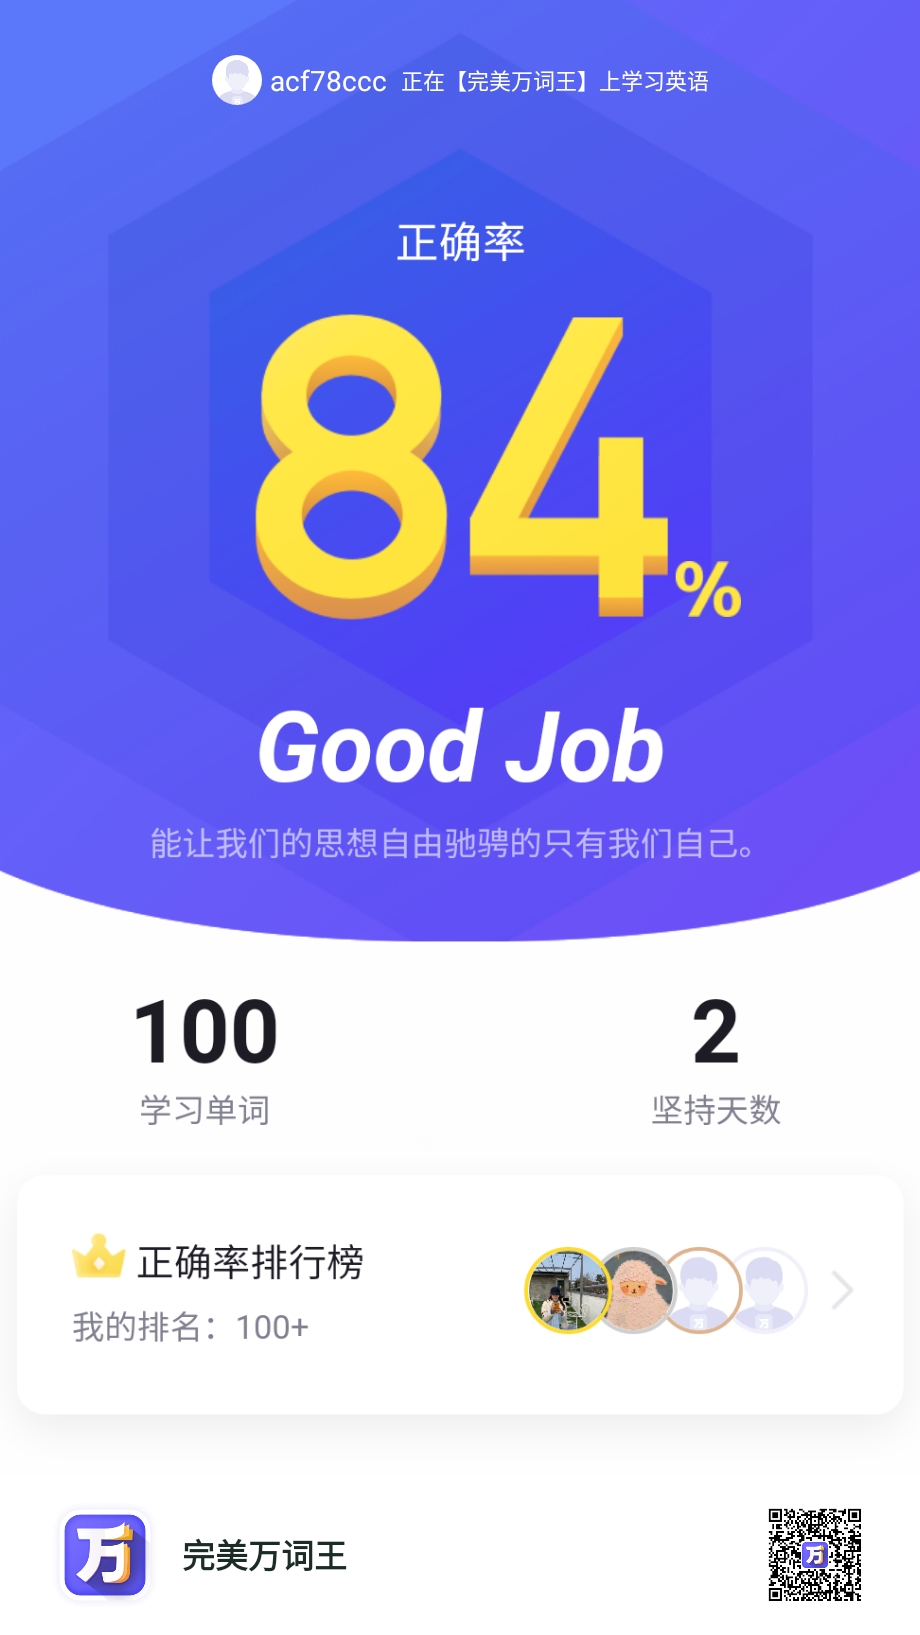 acf78ccc 正在【完美万词王】上学习英语
正确率
84%
Good Job
能让我们的思想自由驰骋的只有我们自己。
100
学习单词
2
坚持天数
正确率排行榜
我的排名：100+
万
万
万 完美万词王
万